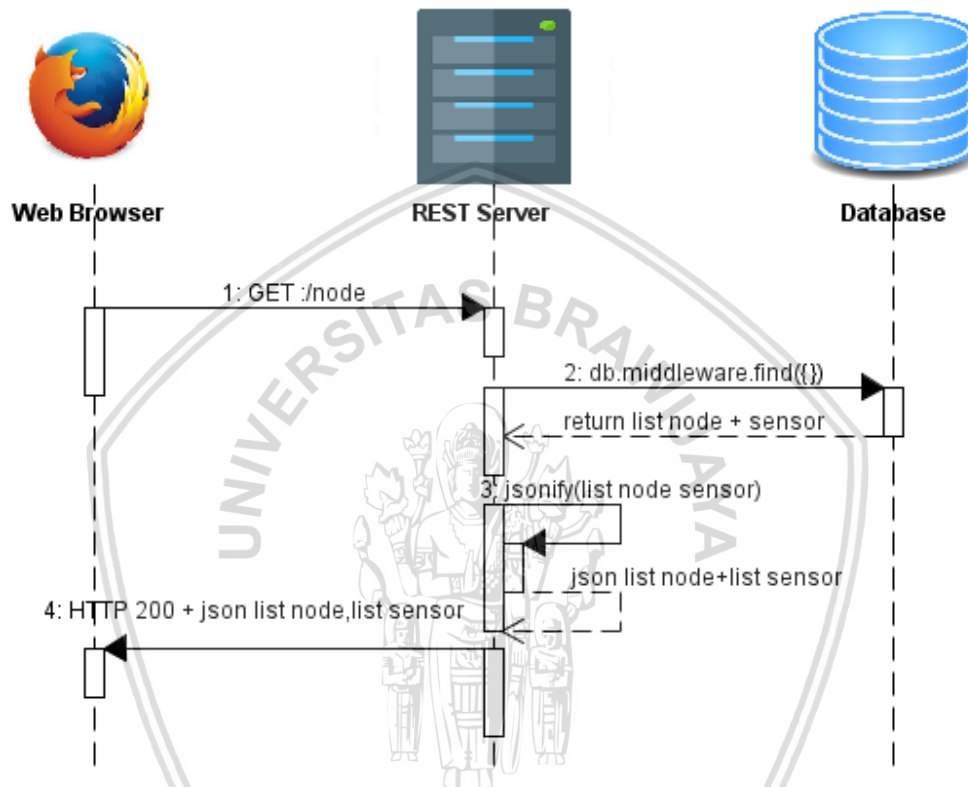 Web Browser
REST Server
Database
1: GET :/node
2: db.middleware.find({})
return list node + sensor
3: jsonify(list node sensor)
json list node+list sensor
4: HTTP 200 + json list node,list sensor
UNIVERSITAS BRAWIJAYA